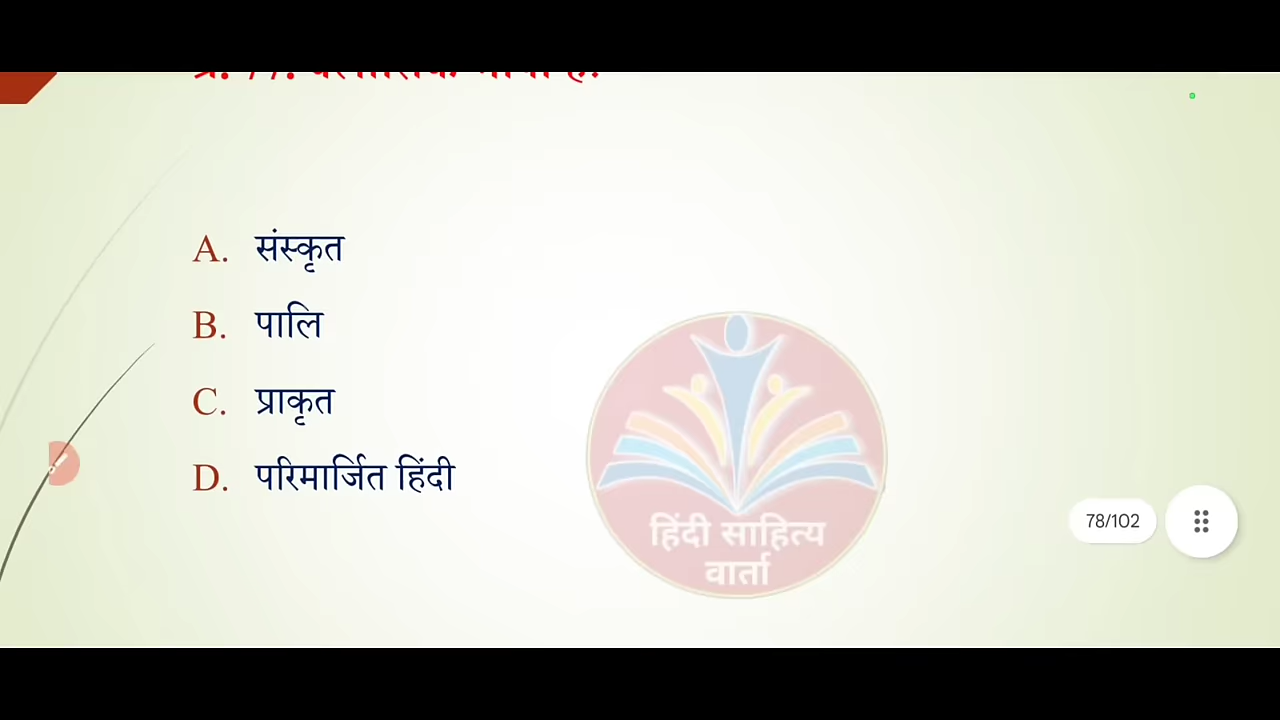 A. संस्कृत
B. पालि
C. प्राकृत
D. परिमार्जित हिंदी
हिंदी साहित्य
वार्ता
78/102